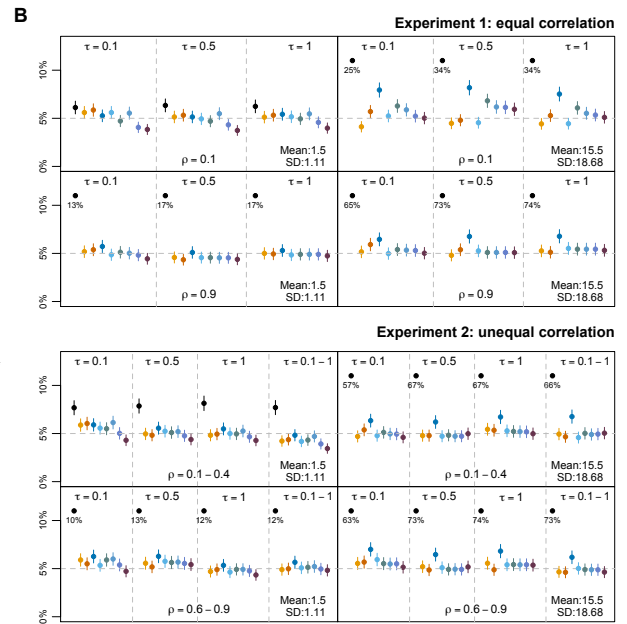 B
Experiment 1: equal correlation
τ = 0.1 τ = 0.5 τ = 1 τ = 0.1 τ = 0.5 τ = 1
10%
25% 34% 34%
5%
Mean:1.5 Mean:15.5
ρ = 0.1 SD:1.11 ρ = 0.1 SD:18.68
0%
τ = 0.1 τ = 0.5 τ = 1 τ = 0.1 τ = 0.5 τ = 1
10%
13% 17% 17% 65% 73% 74%
5%
Mean:1.5 Mean:15.5
ρ = 0.9 SD:1.11 ρ = 0.9 SD:18.68
0%
Experiment 2: unequal correlation
τ = 0.1 τ = 0.5 τ = 1 τ = 0.1 − 1 τ = 0.1 τ = 0.5 τ = 1 τ = 0.1 − 1
10%
57% 67% 67% 66%
5%
Mean:1.5 Mean:15.5
ρ = 0.1 − 0.4 SD:1.11 ρ = 0.1 − 0.4 SD:18.68
0%
τ = 0.1 τ = 0.5 τ = 1 τ = 0.1 − 1 τ = 0.1 τ = 0.5 τ = 1 τ = 0.1 − 1
10%
10% 13% 12% 12% 63% 73% 74% 73%
5%
Mean:1.5 Mean:15.5
ρ = 0.6 − 0.9 SD:1.11 ρ = 0.6 − 0.9 SD:18.68
0%